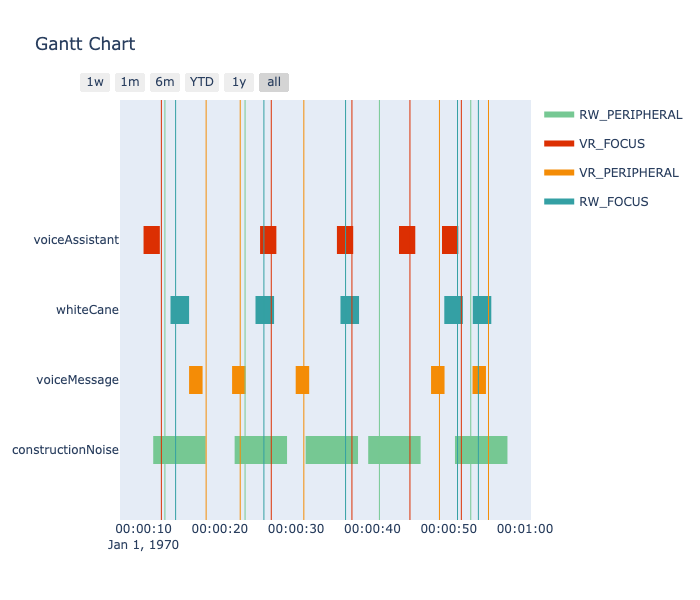 Gantt Chart
1w 1m 6m YTD 1y all
RW_PERIPHERAL
VR_FOCUS
VR_PERIPHERAL
RW_FOCUS
voiceAssistant
whiteCane
voiceMessage
constructionNoise
00:00:10 00:00:20 00:00:30 00:00:40 00:00:50 00:01:00
Jan 1, 1970